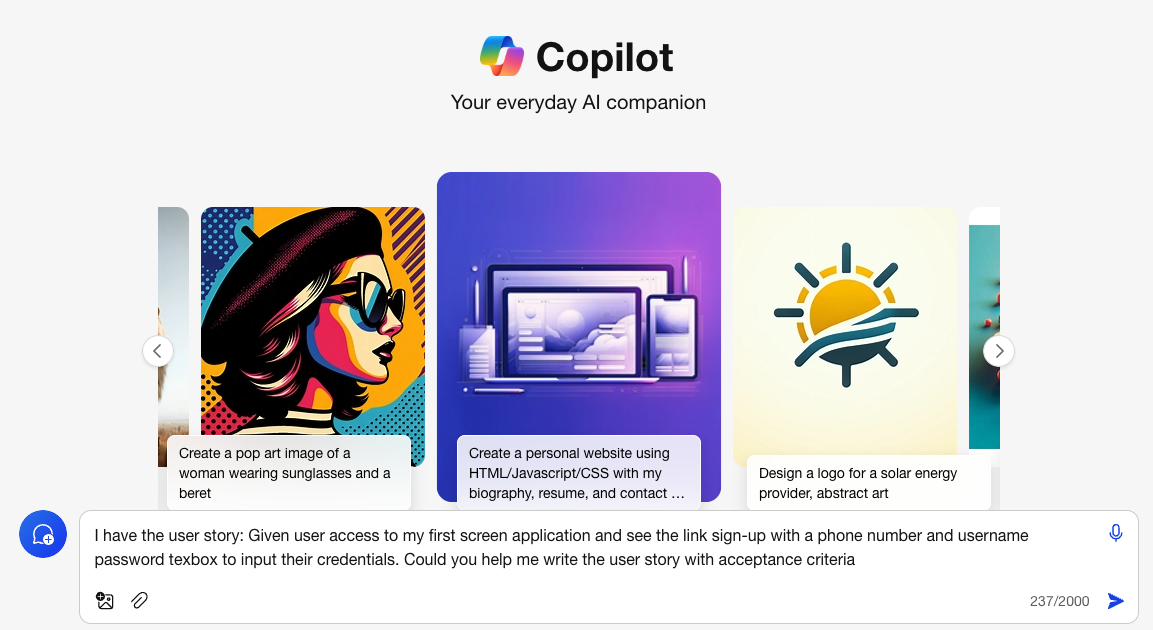 Copilot
Your everyday AI companion
Create a pop art image of a
woman wearing sunglasses and a
beret
Create a personal website using
HTML/Javascript/CSS with my
biography, resume, and contact ...
Design a logo for a solar energy
provider, abstract art
I have the user story: Given user access to my first screen application and see the link sign-up with a phone number and username
password texbox to input their credentials. Could you help me write the user story with acceptance criteria
237/2000